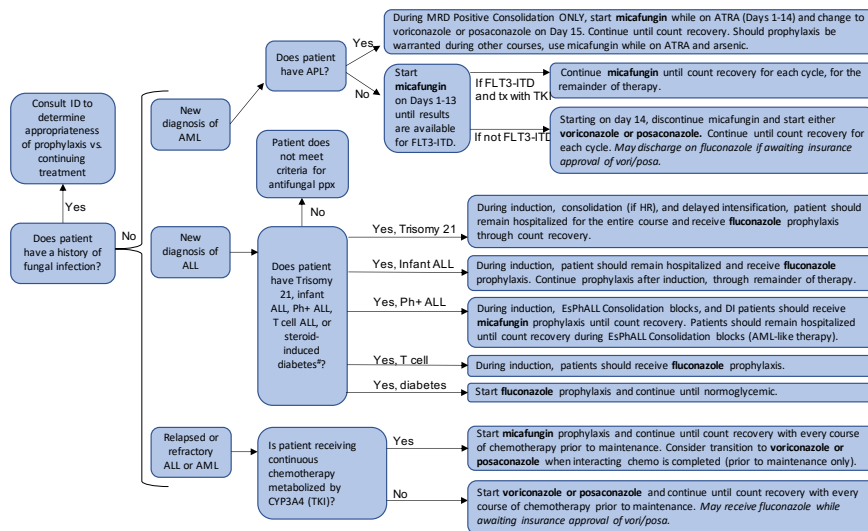 During MRD Positive Consolidation ONLY, start micafungin while on ATRA (Days 1-14) and change to
voriconazole or posaconazole on Day 15. Continue until count recovery. Should prophylaxis be
warranted during other courses, use micafungin while on ATRA and arsenic.
Yes
Does patient
have APL?
No
Start
micafungin
on Days 1-13
until results
are available
for FLT3-ITD.
If FLT3-ITD
and tx with TKI
Continue micafungin until count recovery for each cycle, for the
remainder of therapy.
If not FLT3-ITD
Starting on day 14, discontinue micafungin and start either
voriconazole or posaconazole. Continue until count recovery for
each cycle. May discharge on fluconazole if awaiting insurance
approval of vori/posa.
Consult ID to
determine
appropriateness
of prophylaxis vs.
continuing
treatment
New
diagnosis of
AML
Patient does
not meet
criteria for
antifungal ppx
Yes
No
No
Does patient
have a history of
fungal infection?
New
diagnosis of
ALL
Does patient
have Trisomy
21, infant
ALL, Ph+ ALL,
T cell ALL, or
steroid-
induced
diabetes#?
Yes, Trisomy 21
During induction, consolidation (if HR), and delayed intensification, patient should
remain hospitalized for the entire course and receive fluconazole prophylaxis
through count recovery.
Yes, Infant ALL
During induction, patient should remain hospitalized and receive fluconazole
prophylaxis. Continue prophylaxis after induction, through remainder of therapy.
Yes, Ph+ ALL
During induction, EsPhALL Consolidation blocks, and DI patients should receive
micafungin prophylaxis until count recovery. Patients should remain hospitalized
until count recovery during EsPhALL Consolidation blocks (AML-like therapy).
Yes, T cell
During induction, patients should receive fluconazole prophylaxis.
Yes, diabetes
Start fluconazole prophylaxis and continue until normoglycemic.
Relapsed or
refractory
ALL or AML
Is patient receiving
continuous
chemotherapy
metabolized by
CYP3A4 (TKI)?
Yes
Start micafungin prophylaxis and continue until count recovery with every course
of chemotherapy prior to maintenance. Consider transition to voriconazole or
posaconazole when interacting chemo is completed (prior to maintenance only).
No
Start voriconazole or posaconazole and continue until count recovery with every
course of chemotherapy prior to maintenance. May receive fluconazole while
awaiting insurance approval of vori/posa.